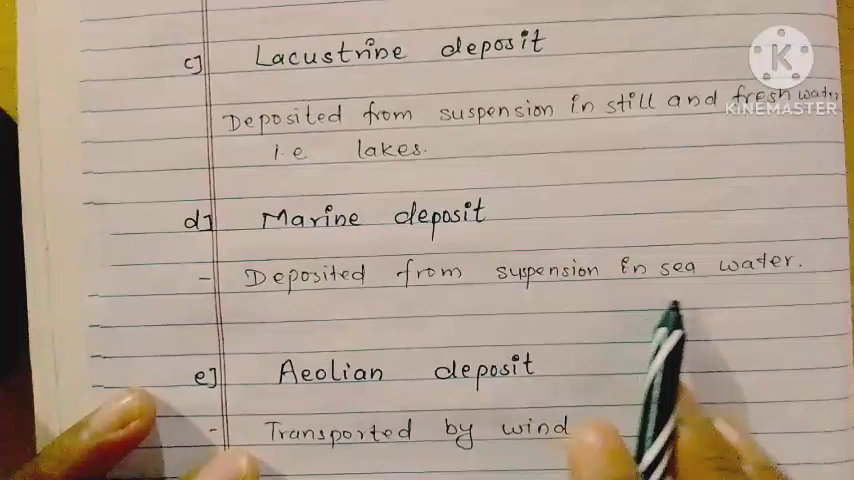 c] Lacustrine deposit
K
KINEMASTER
Deposited from suspension in still and fresh water
i.e lakes.
d] Marine deposit
- Deposited from suspension in sea water.
e] Aeolian deposit
- Transported by wind